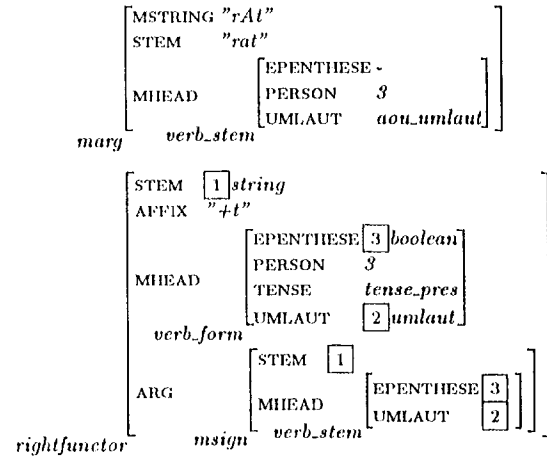 MSTRING "rAt"
STEM "rat"
EPENTHESE -
MHEAD PERSON 3
UMLAUT aou_umlaut
marg verb_stem
STEM 1 string
AFFIX "+t"
EPENTHESE 3 boolean
PERSON 3
MHEAD TENSE tense_pres
UMLAUT 2 umlaut
verb_form
STEM 1
ARG EPENTHESE 3
MHEAD UMLAUT 2
rightfunctor msign verb_stem